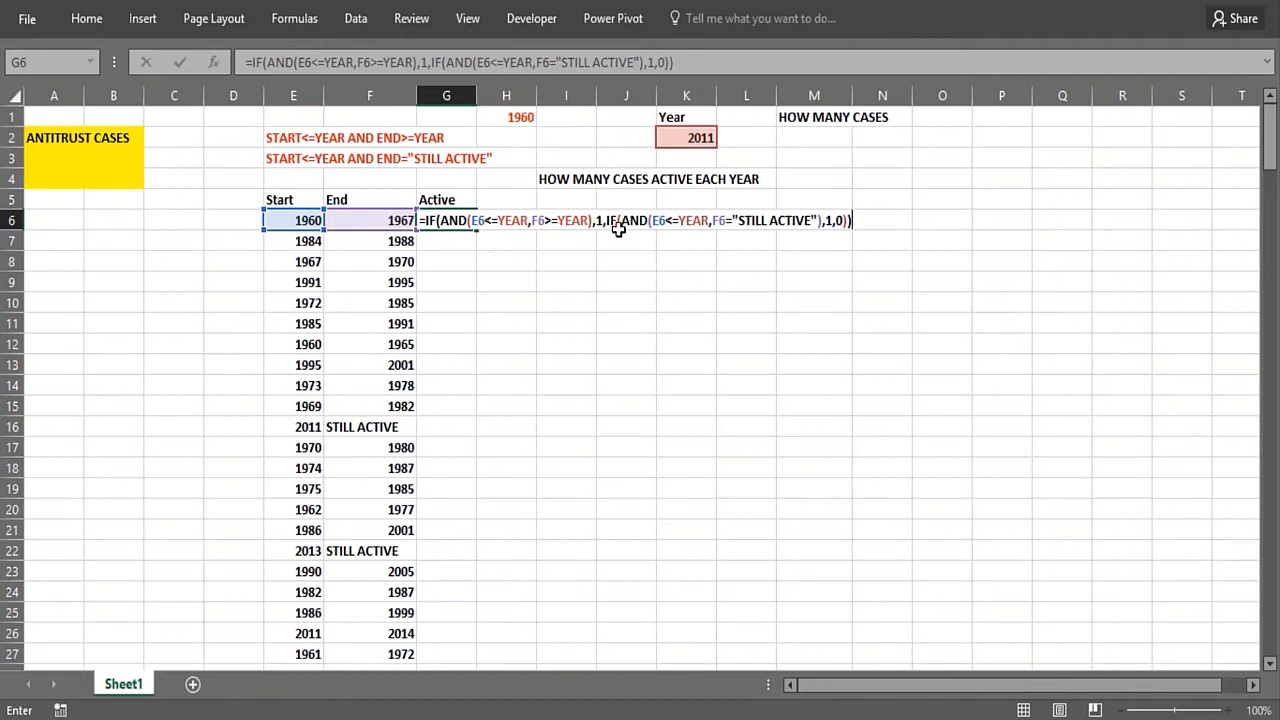 File Home Insert Page Layout Formulas Data Review View Developer Power Pivot Tell me what you want to do... Share
G6 =IF(AND(E6<=YEAR,F6>=YEAR),1,IF(AND(E6<=YEAR,F6="STILL ACTIVE"),1,0))
A B C D E F G H I J K L M N O P Q R S T
1 1960 Year HOW MANY CASES
2 ANTITRUST CASES START<=YEAR AND END>=YEAR 2011
3 START<=YEAR AND END="STILL ACTIVE"
4 HOW MANY CASES ACTIVE EACH YEAR
5 Start End Active
6 1960 1967 =IF(AND(E6<=YEAR,F6>=YEAR),1,IF(AND(E6<=YEAR,F6="STILL ACTIVE"),1,0))
7 1984 1988
8 1967 1970
9 1991 1995
10 1972 1985
11 1985 1991
12 1960 1965
13 1995 2001
14 1973 1978
15 1969 1982
16 2011 STILL ACTIVE
17 1970 1980
18 1974 1987
19 1975 1985
20 1962 1977
21 1986 2001
22 2013 STILL ACTIVE
23 1990 2005
24 1982 1987
25 1986 1999
26 2011 2014
27 1961 1972
Sheet1
Enter 100%